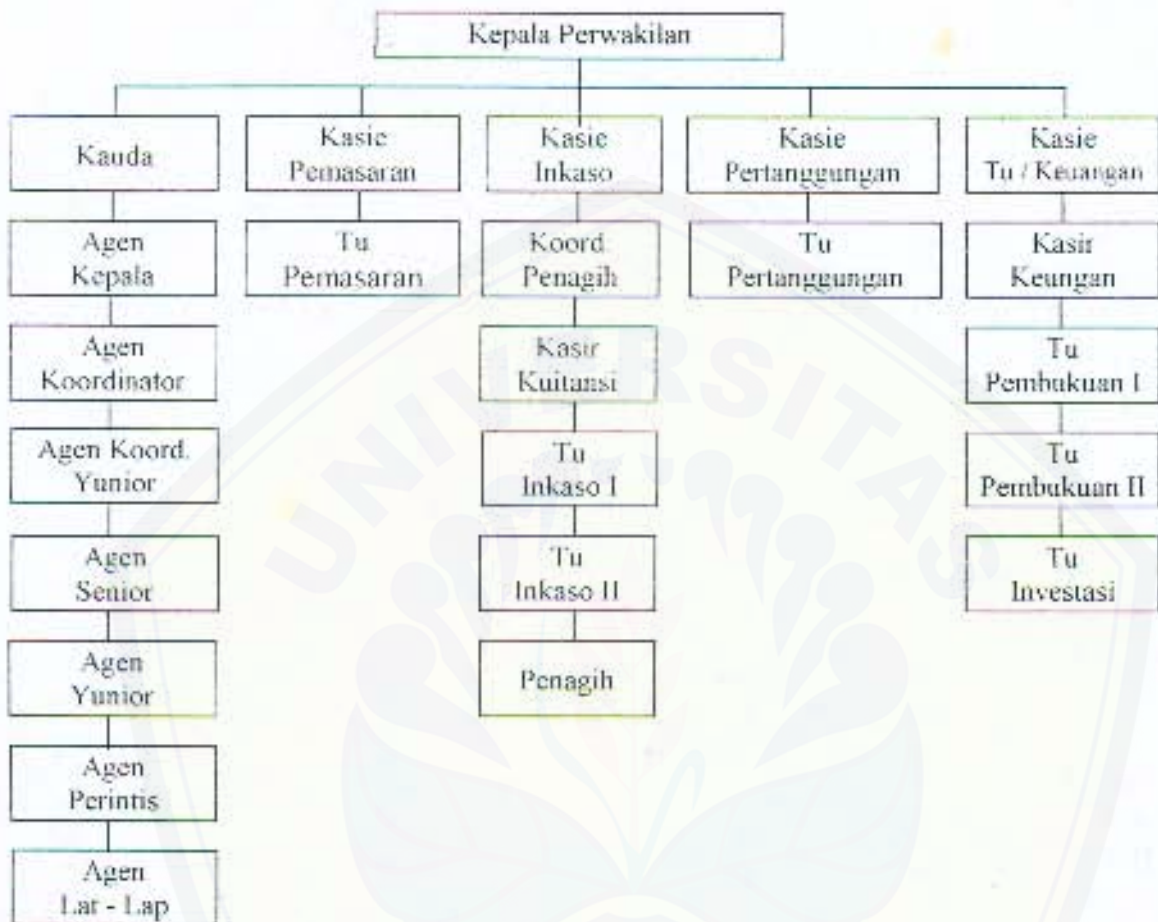 Kepala Perwakilan
Kauda
Kasie
Pemasaran
Kasie
Inkaso
Kasie
Pertanggungan
Kasie
Tu / Keuangan
Agen
Kepala
Tu
Pemasaran
Koord.
Penagih
Tu
Pertanggungan
Kasir
Keungan
Agen
Koordinator
Kasir
Kuitansi
Tu
Pembukuan I
Agen Koord.
Yunior
Tu
Inkaso I
Tu
Pembukuan II
Agen
Senior
Tu
Inkaso II
Tu
Investasi
Agen
Yunior
Penagih
Agen
Perintis
Agen
Lat - Lap
UNIVERSITAS